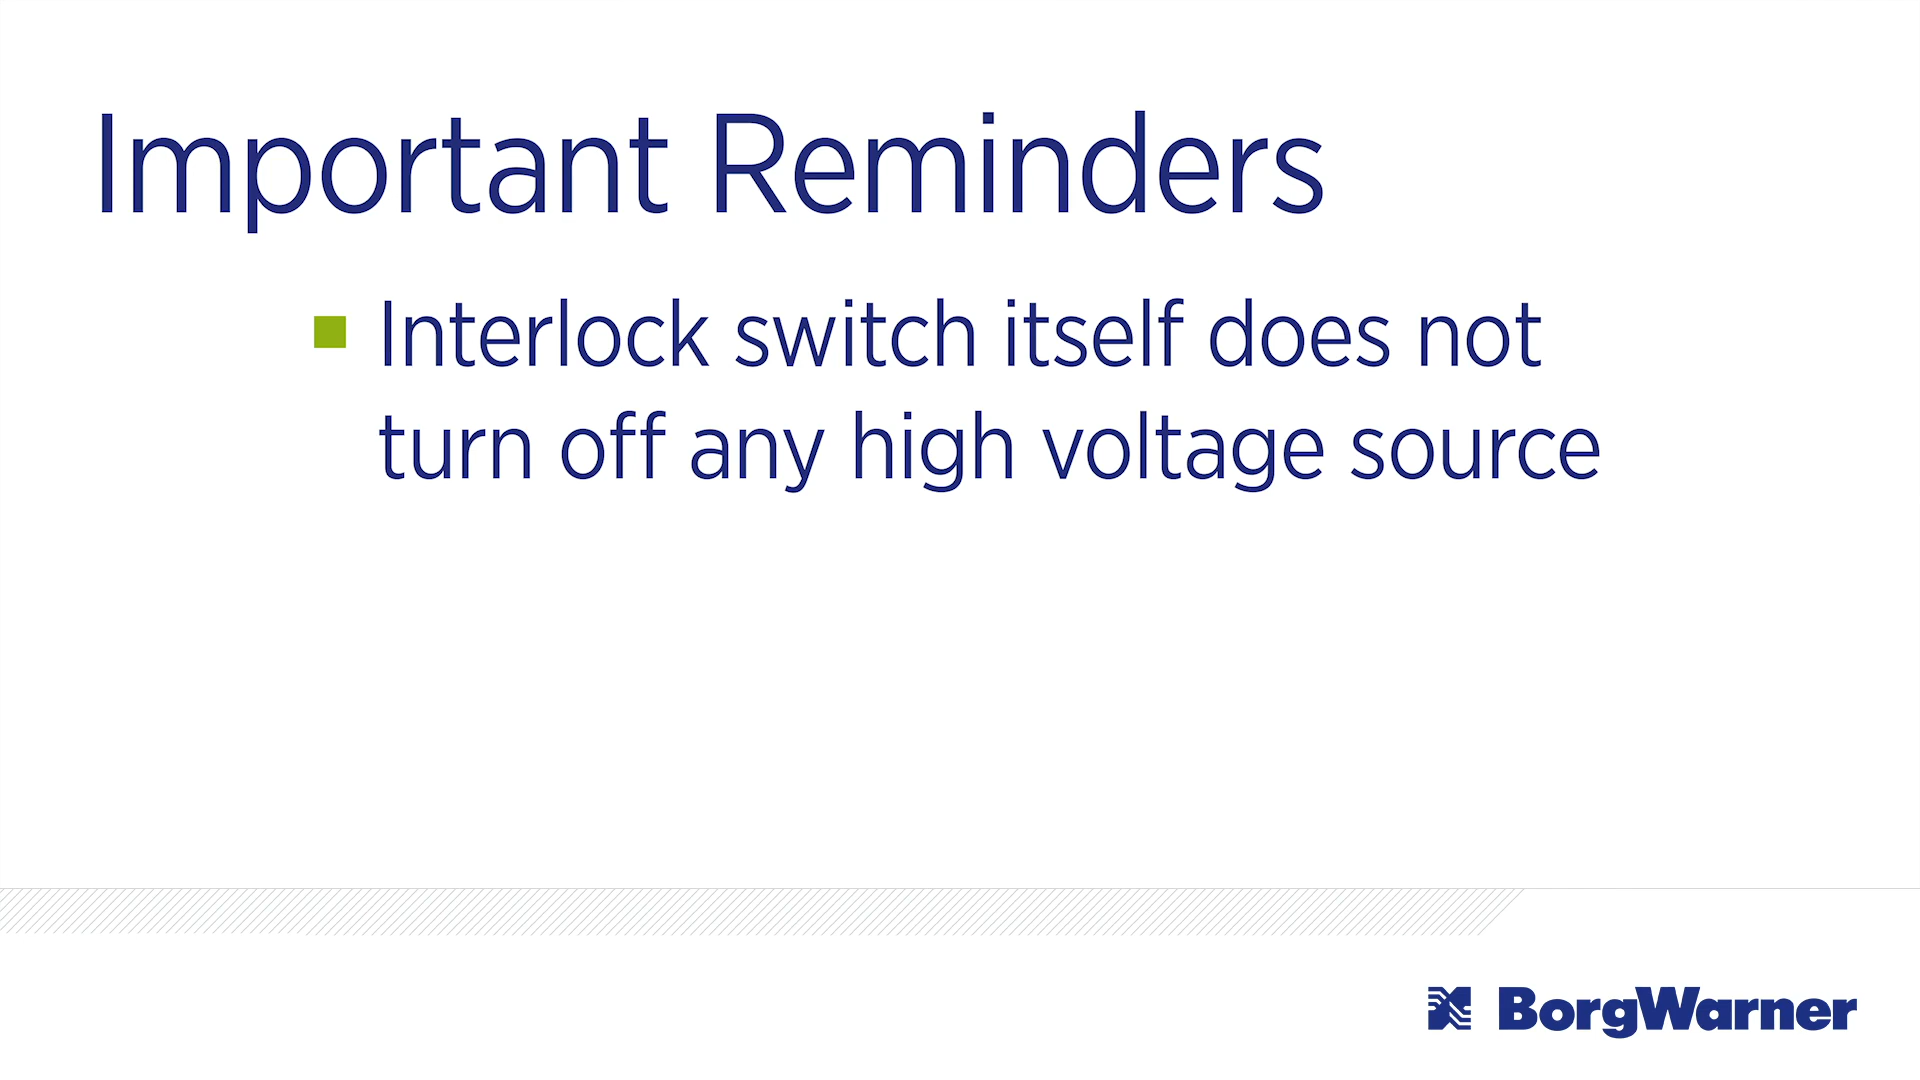 Important Reminders
Interlock switch itself does not
turn off any high voltage source
BorgWarner